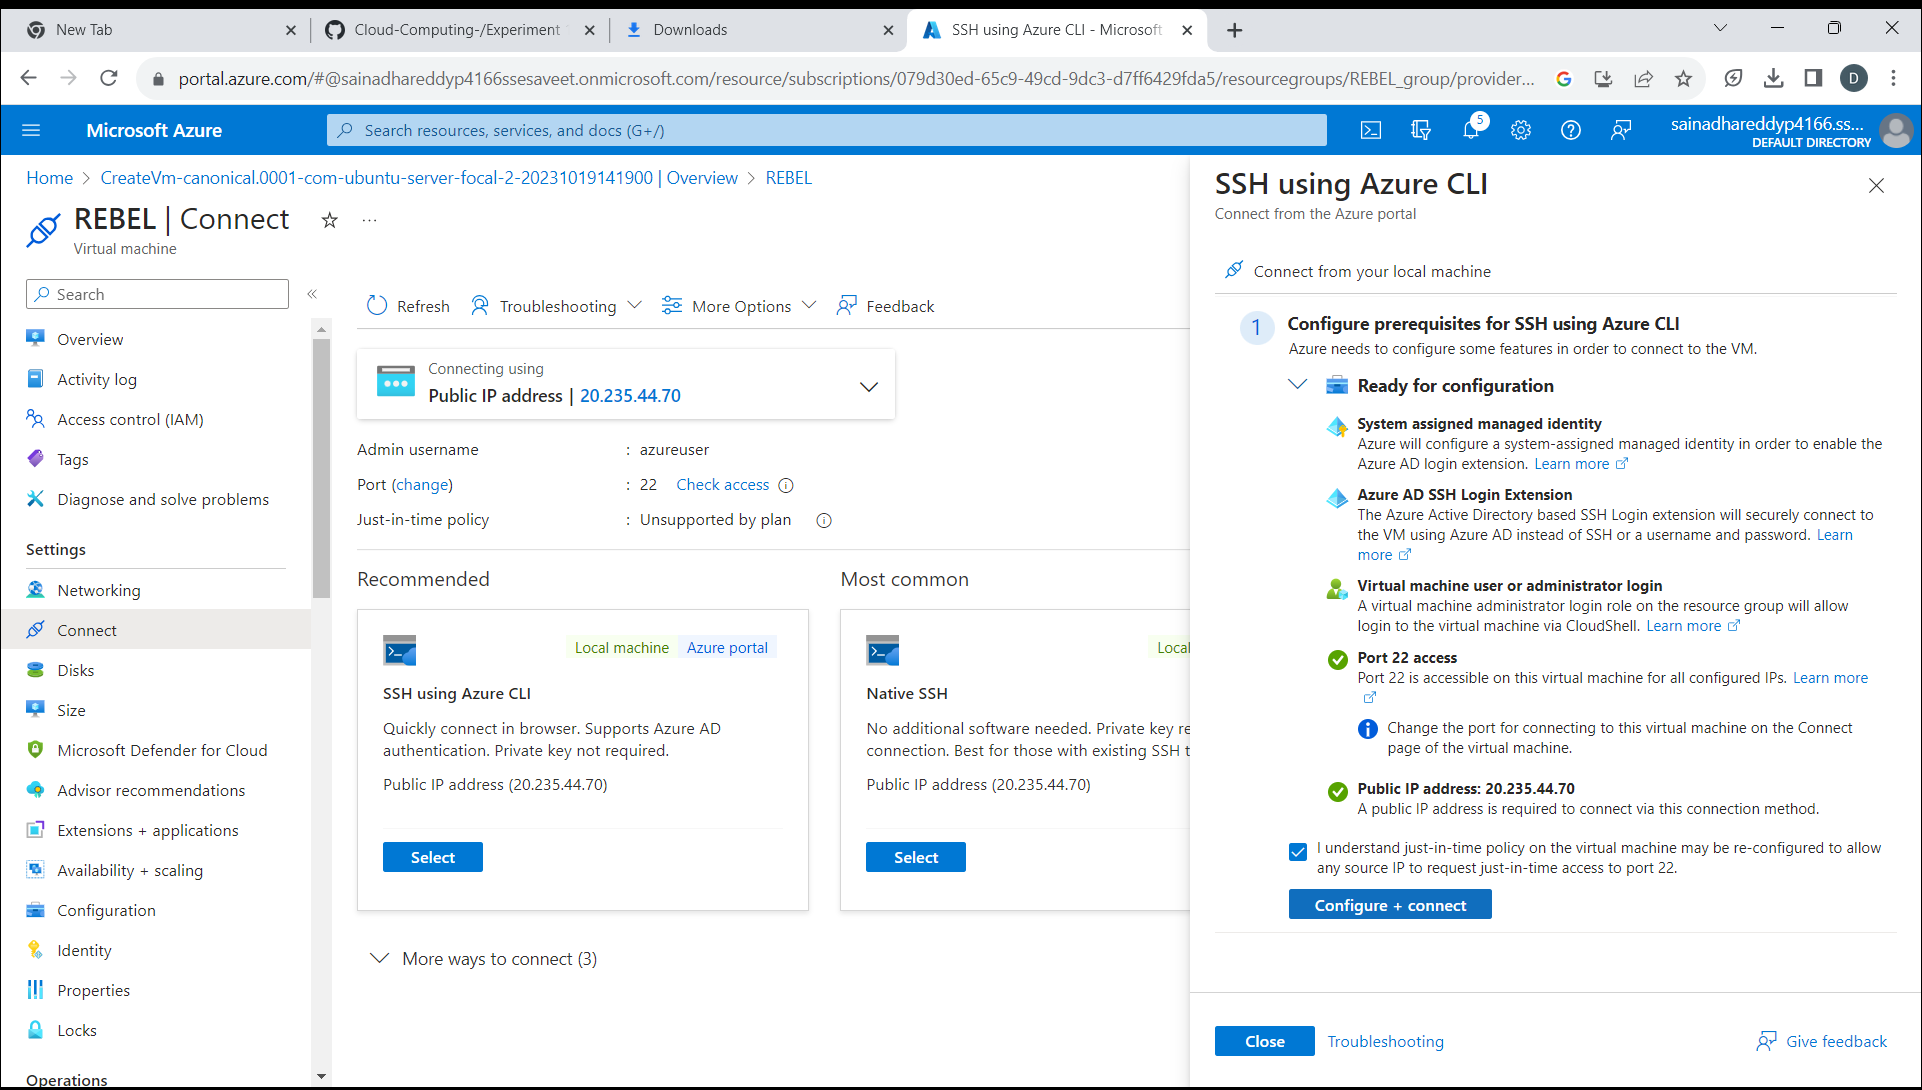 New Tab
Cloud-Computing-/Experiment
Downloads
SSH using Azure CLI - Microsoft
portal.azure.com/#@sainadhareddyp4166ssesaveet.onmicrosoft.com/resource/subscriptions/079d30ed-65c9-49cd-9dc3-d7ff6429fda5/resourcegroups/REBEL_group/provider...
D
Microsoft Azure
Search resources, services, and docs (G+/)
5
sainadhareddyp4166.ss...
DEFAULT DIRECTORY
Home > CreateVm-canonical.0001-com-ubuntu-server-focal-2-20231019141900 | Overview > REBEL
REBEL | Connect
Virtual machine
Search
Overview
Activity log
Access control (IAM)
Tags
Diagnose and solve problems
Settings
Networking
Connect
Disks
Size
Microsoft Defender for Cloud
Advisor recommendations
Extensions + applications
Availability + scaling
Configuration
Identity
Properties
Locks
Operations
Refresh
Troubleshooting
More Options
Feedback
Connecting using
Public IP address | 20.235.44.70
Admin username : azureuser
Port (change) : 22 Check access
Just-in-time policy : Unsupported by plan
Recommended
Local machine Azure portal
SSH using Azure CLI
Quickly connect in browser. Supports Azure AD
authentication. Private key not required.
Public IP address (20.235.44.70)
Select
Most common
Local
Native SSH
No additional software needed. Private key re
connection. Best for those with existing SSH t
Public IP address (20.235.44.70)
Select
More ways to connect (3)
SSH using Azure CLI
Connect from the Azure portal
Connect from your local machine
1
Configure prerequisites for SSH using Azure CLI
Azure needs to configure some features in order to connect to the VM.
Ready for configuration
System assigned managed identity
Azure will configure a system-assigned managed identity in order to enable the
Azure AD login extension. Learn more
Azure AD SSH Login Extension
The Azure Active Directory based SSH Login extension will securely connect to
the VM using Azure AD instead of SSH or a username and password. Learn
more
Virtual machine user or administrator login
A virtual machine administrator login role on the resource group will allow
login to the virtual machine via CloudShell. Learn more
Port 22 access
Port 22 is accessible on this virtual machine for all configured IPs. Learn more
Change the port for connecting to this virtual machine on the Connect
page of the virtual machine.
Public IP address: 20.235.44.70
A public IP address is required to connect via this connection method.
I understand just-in-time policy on the virtual machine may be re-configured to allow
any source IP to request just-in-time access to port 22.
Configure + connect
Close
Troubleshooting
Give feedback